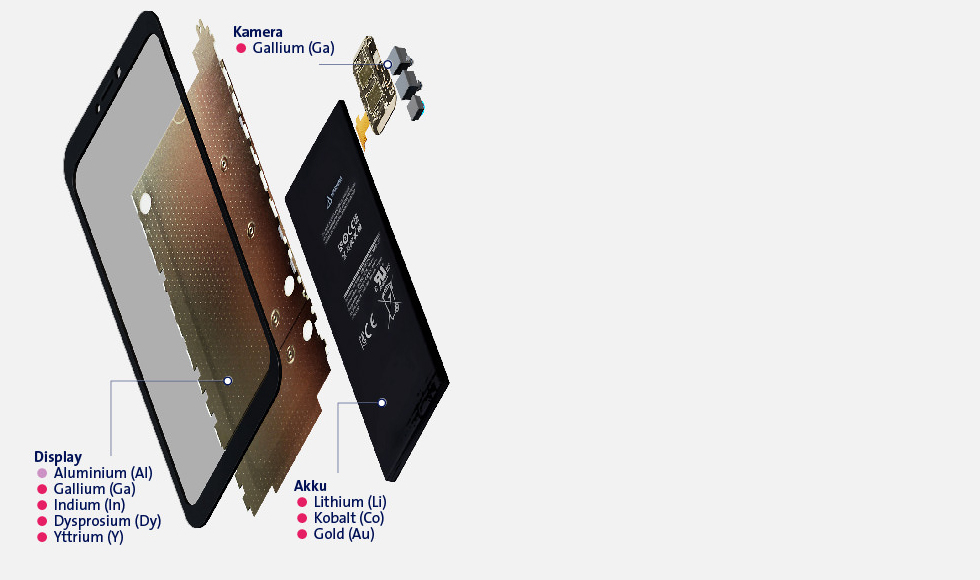 Kamera
Gallium (Ga)
Display
Aluminium (Al)
Gallium (Ga)
Indium (In)
Dysprosium (Dy)
Yttrium (Y)
Akku
Lithium (Li)
Kobalt (Co)
Gold (Au)